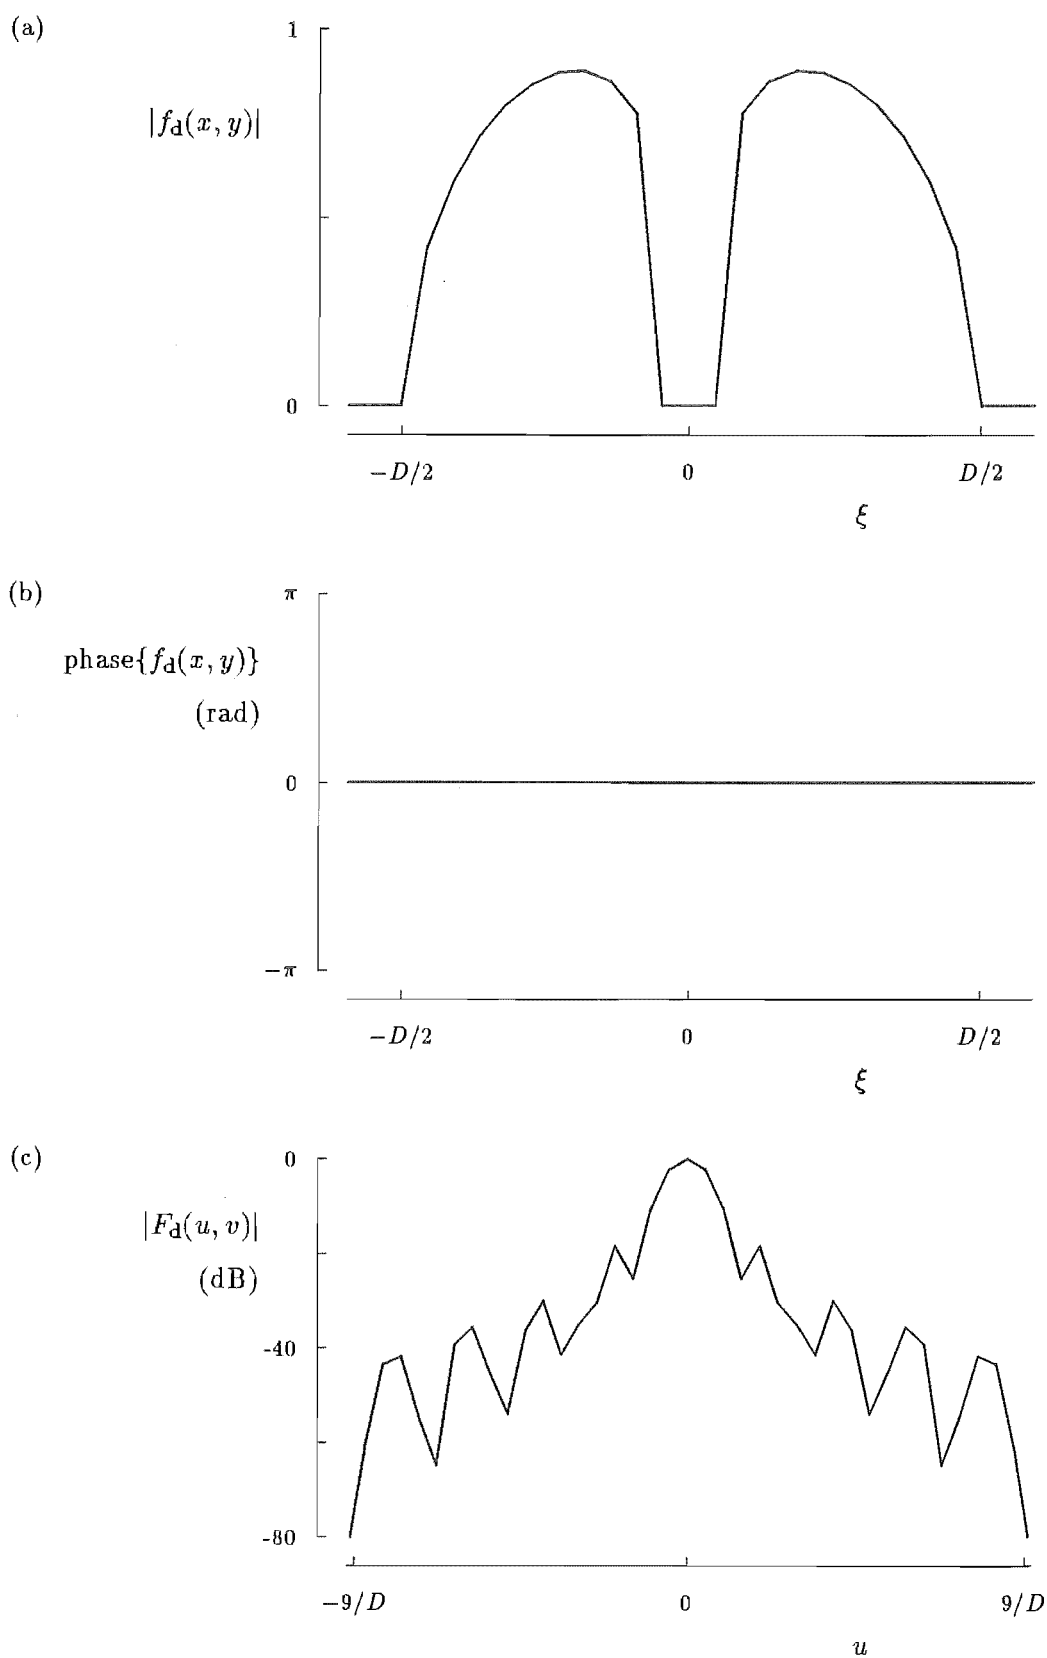 (a)
1
|f_d(x, y)|
0
−D/2 0 D/2
ξ
(b)
π
phase{f_d(x, y)}
(rad)
0
−π
−D/2 0 D/2
ξ
(c)
0
|F_d(u, v)|
(dB)
-40
-80
−9/D 0 9/D
u